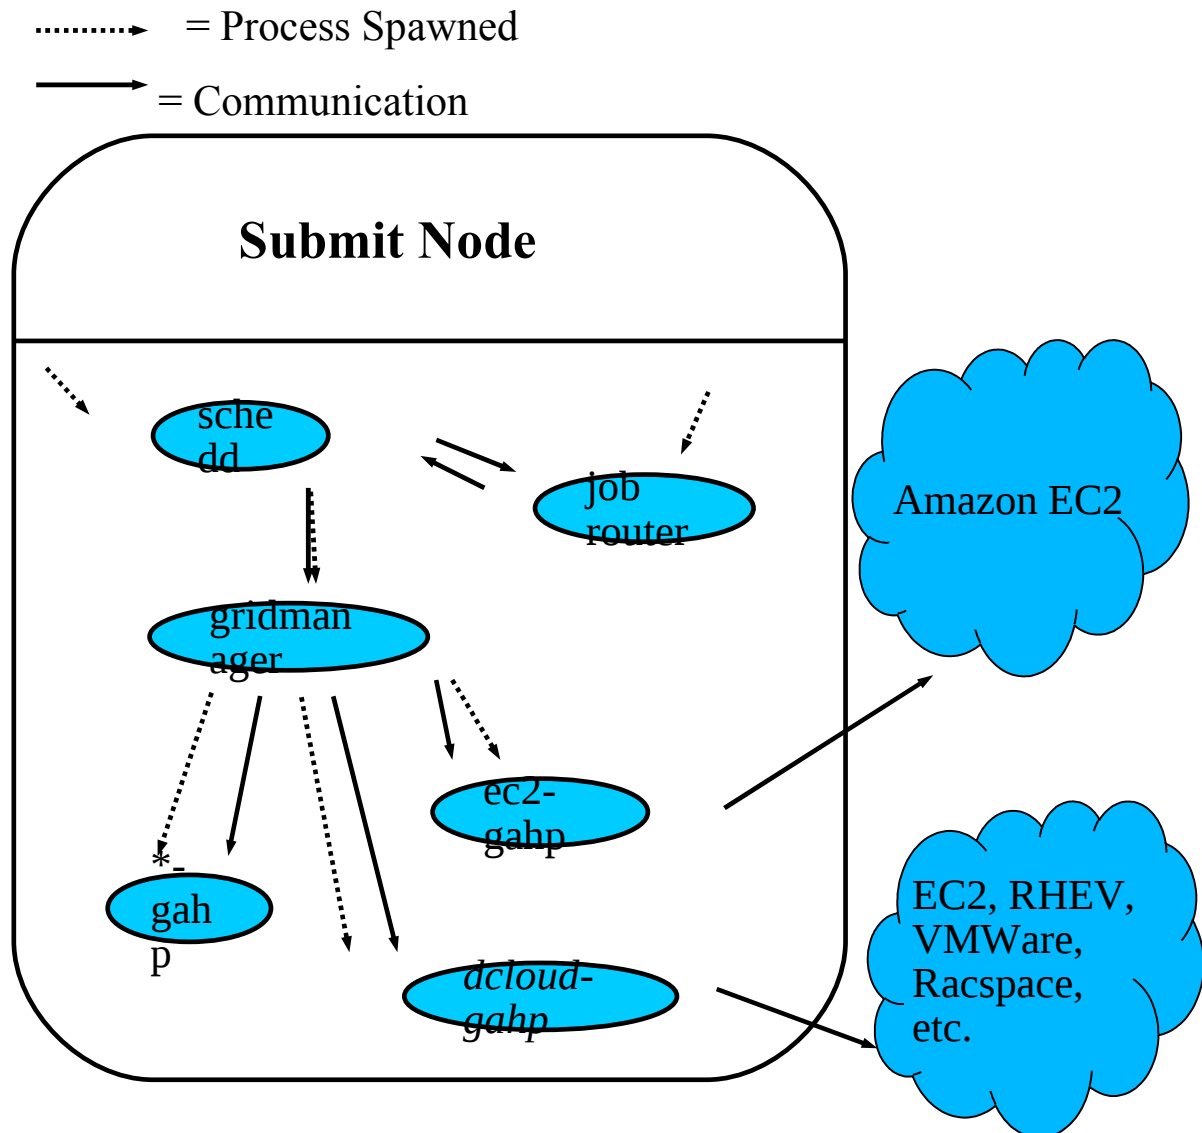 = Process Spawned
= Communication
Submit Node
sche
dd
job
router
Amazon EC2
gridman
ager
ec2-
gahp
*-
gah
p
EC2, RHEV,
VMWare,
Racspace,
etc.
dcloud-
gahp